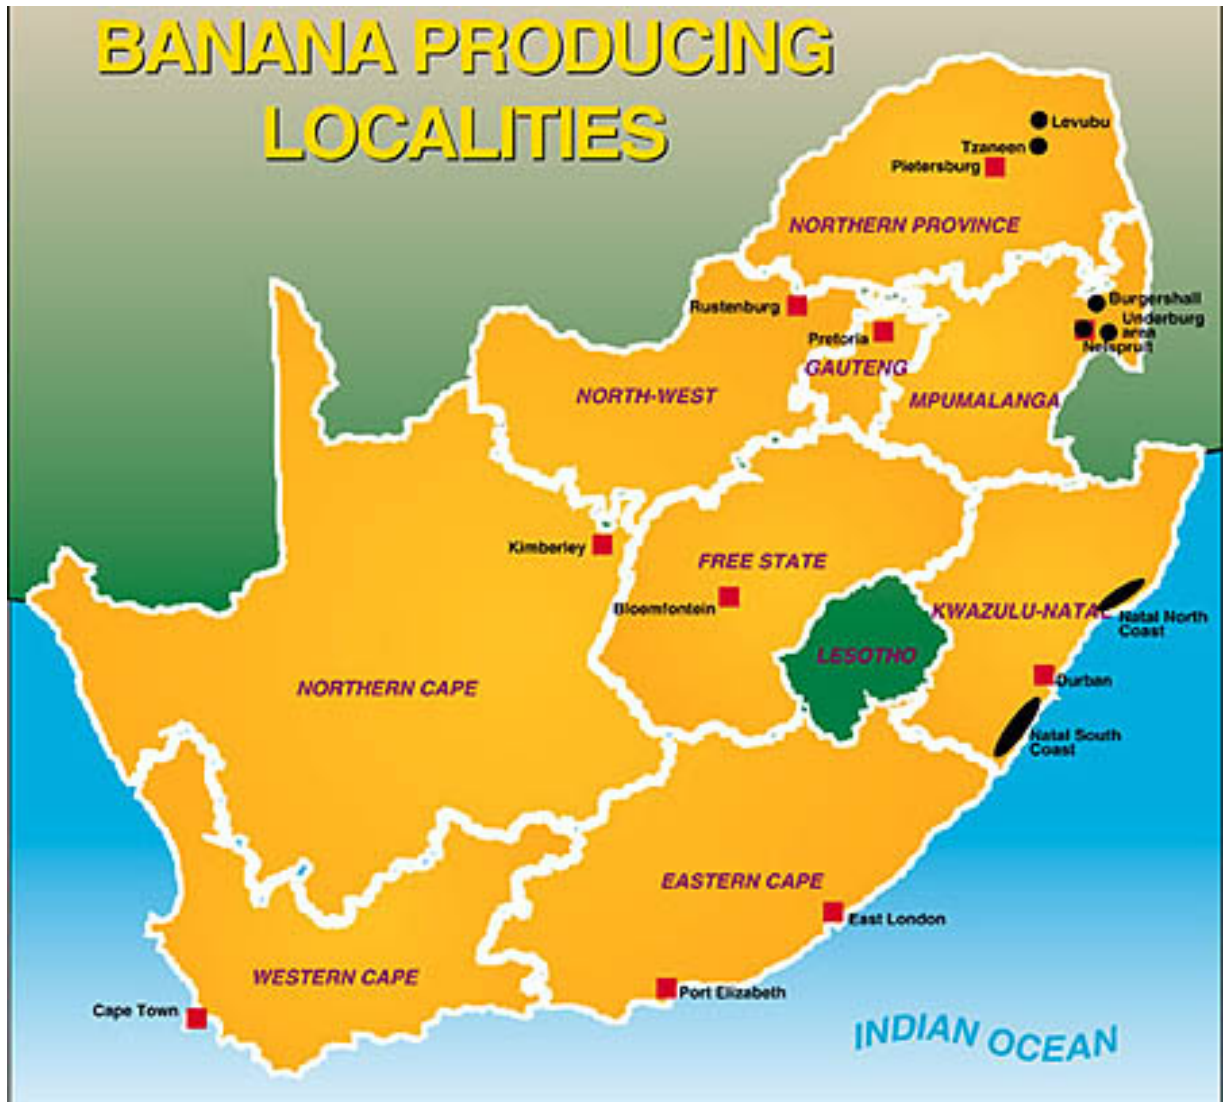 BANANA PRODUCING
LOCALITIES
Levubu
Tzaneen
Pietersburg
NORTHERN PROVINCE
Rustenburg
Burgershall
Underburg
area
Pretoria
Nelspruit
GAUTENG
NORTH-WEST
MPUMALANGA
Kimberley
FREE STATE
Bloemfontein
KWAZULU-NATAL
Natal North
Coast
LESOTHO
Durban
NORTHERN CAPE
Natal South
Coast
EASTERN CAPE
East London
WESTERN CAPE
Port Elizabeth
Cape Town
INDIAN OCEAN